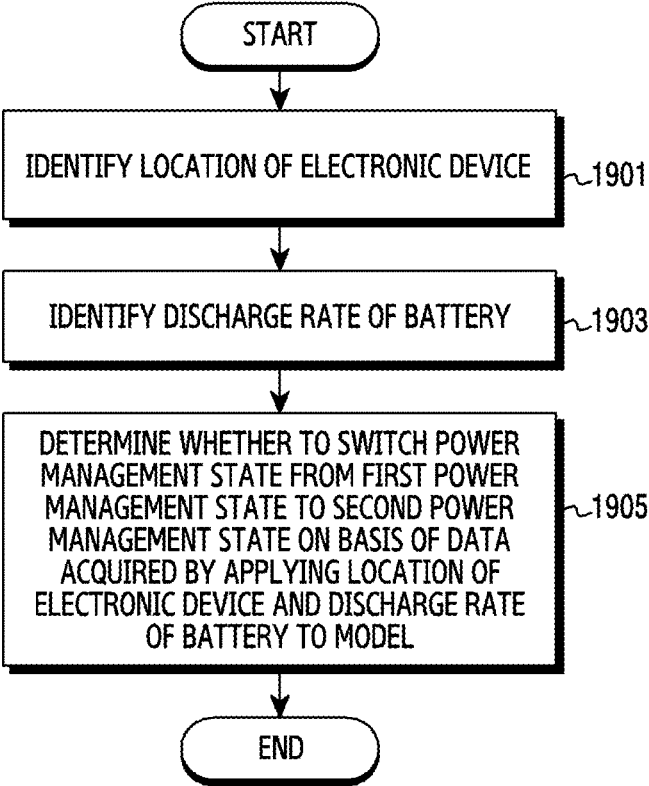 START
IDENTIFY LOCATION OF ELECTRONIC DEVICE
1901
IDENTIFY DISCHARGE RATE OF BATTERY
1903
DETERMINE WHETHER TO SWITCH POWER
MANAGEMENT STATE FROM FIRST POWER
MANAGEMENT STATE TO SECOND POWER
MANAGEMENT STATE ON BASIS OF DATA
ACQUIRED BY APPLYING LOCATION OF
ELECTRONIC DEVICE AND DISCHARGE RATE
OF BATTERY TO MODEL
1905
END